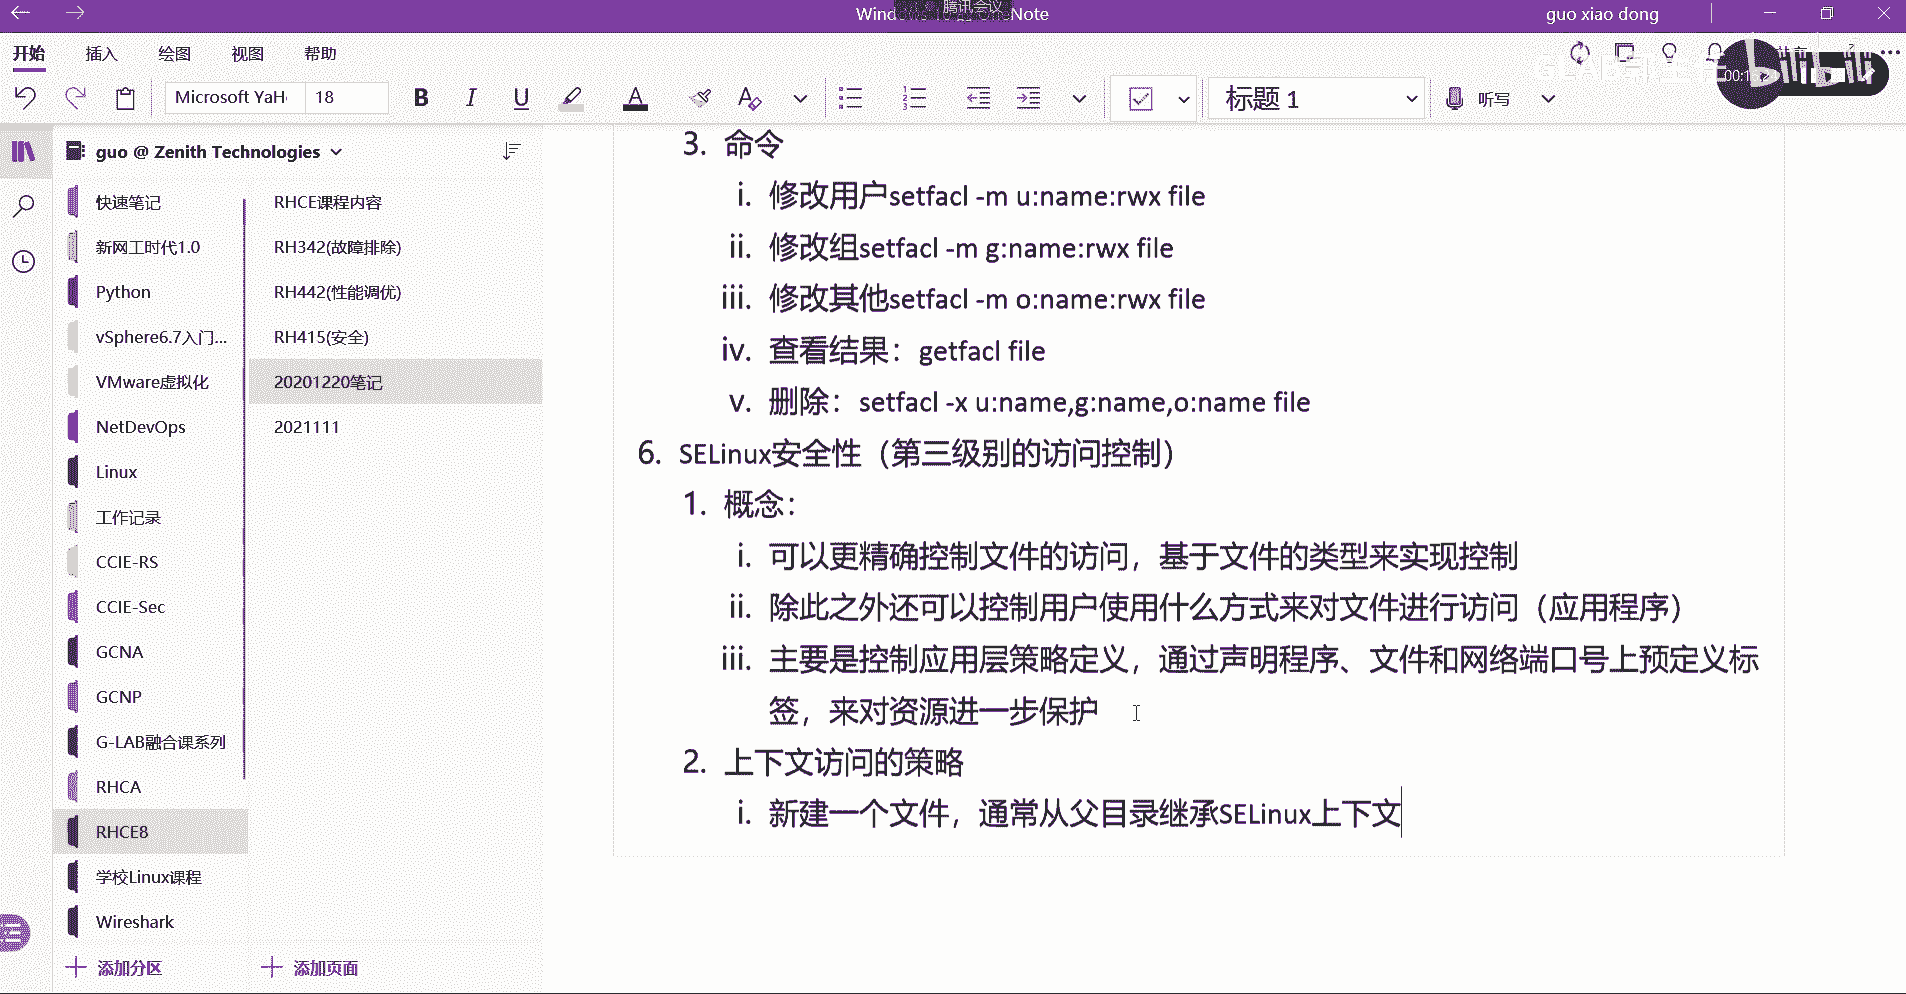 腾讯会议
guo xiao dong
开始 插入 绘图 视图 帮助
Microsoft YaH 18 B I U A 标题 1 听写
guo @ Zenith Technologies
快速笔记
新网工时代1.0
Python
vSphere6.7入门...
VMware虚拟化
NetDevOps
Linux
工作记录
CCIE-RS
CCIE-Sec
GCNA
GCNP
G-LAB融合课系列
RHCA
RHCE8
学校Linux课程
Wireshark
添加分区
RHCE课程内容
RH342(故障排除)
RH442(性能调优)
RH415(安全)
20201220笔记
2021111
添加页面
3. 命令
i. 修改用户setfacl -m u:name:rwx file
ii. 修改组setfacl -m g:name:rwx file
iii. 修改其他setfacl -m o:name:rwx file
iv. 查看结果：getfacl file
v. 删除：setfacl -x u:name,g:name,o:name file
6. SELinux安全性（第三级别的访问控制）
1. 概念：
i. 可以更精确控制文件的访问，基于文件的类型来实现控制
ii. 除此之外还可以控制用户使用什么方式来对文件进行访问（应用程序）
iii. 主要是控制应用层策略定义，通过声明程序、文件和网络端口号上预定义标
签，来对资源进一步保护
2. 上下文访问的策略
i. 新建一个文件，通常从父目录继承SELinux上下文